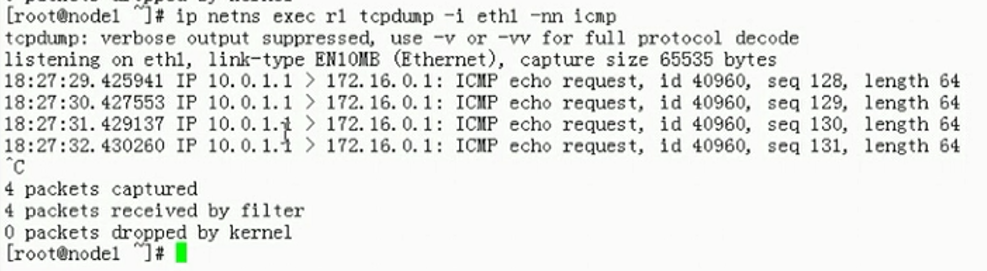 [root@node1 ~]# ip netns exec r1 tcpdump -i eth1 -nn icmp
tcpdump: verbose output suppressed, use -v or -vv for full protocol decode
listening on eth1, link-type EN10MB (Ethernet), capture size 65535 bytes
18:27:29.425941 IP 10.0.1.1 > 172.16.0.1: ICMP echo request, id 40960, seq 128, length 64
18:27:30.427553 IP 10.0.1.1 > 172.16.0.1: ICMP echo request, id 40960, seq 129, length 64
18:27:31.429137 IP 10.0.1.1 > 172.16.0.1: ICMP echo request, id 40960, seq 130, length 64
18:27:32.430260 IP 10.0.1.1 > 172.16.0.1: ICMP echo request, id 40960, seq 131, length 64
^C
4 packets captured
4 packets received by filter
0 packets dropped by kernel
[root@node1 ~]#